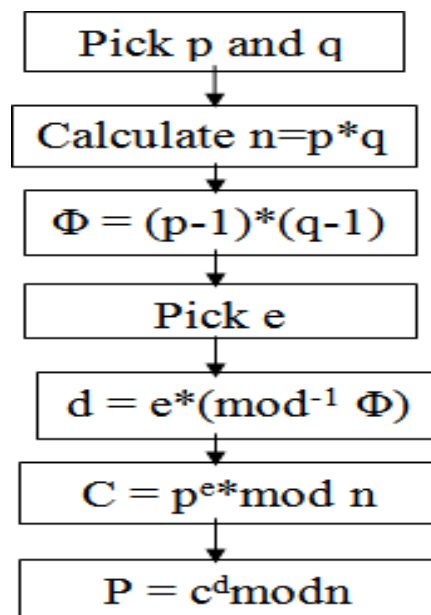 Pick p and q
Calculate n=p*q
Φ = (p-1)*(q-1)
Pick e
d = e*(mod⁻¹ Φ)
C = pᵉ*mod n
P = cᵈmodn